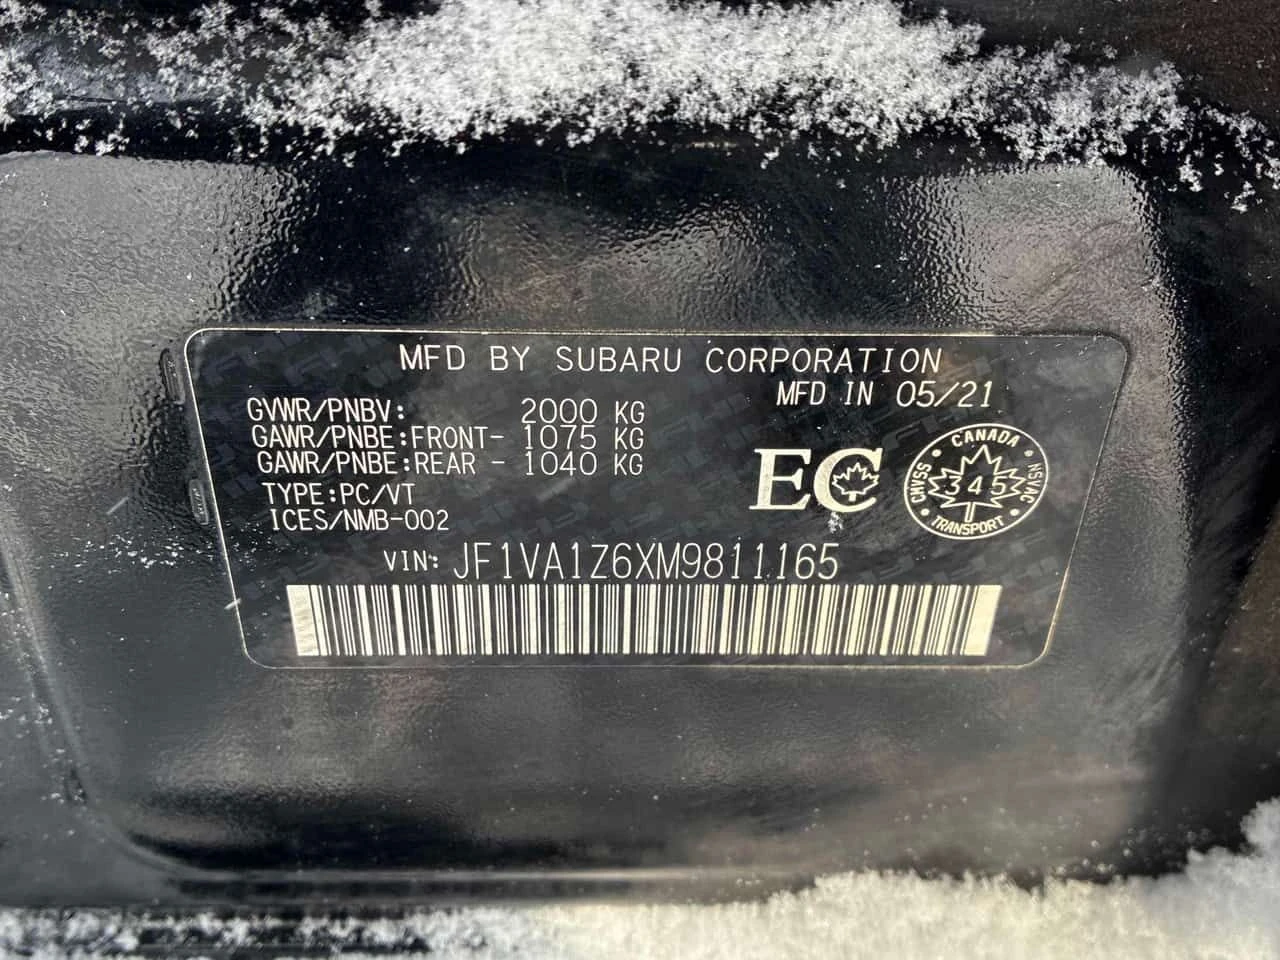 MFD BY SUBARU CORPORATION
MFD IN 05/21
GVWR/PNBV: 2000 KG
GAWR/PNBE:FRONT- 1075 KG
GAWR/PNBE:REAR - 1040 KG
TYPE:PC/VT
ICES/NMB-002
EC
CANADA
CMVSS 345 NSVAC
TRANSPORT
VIN: JF1VA1Z6XM9811165